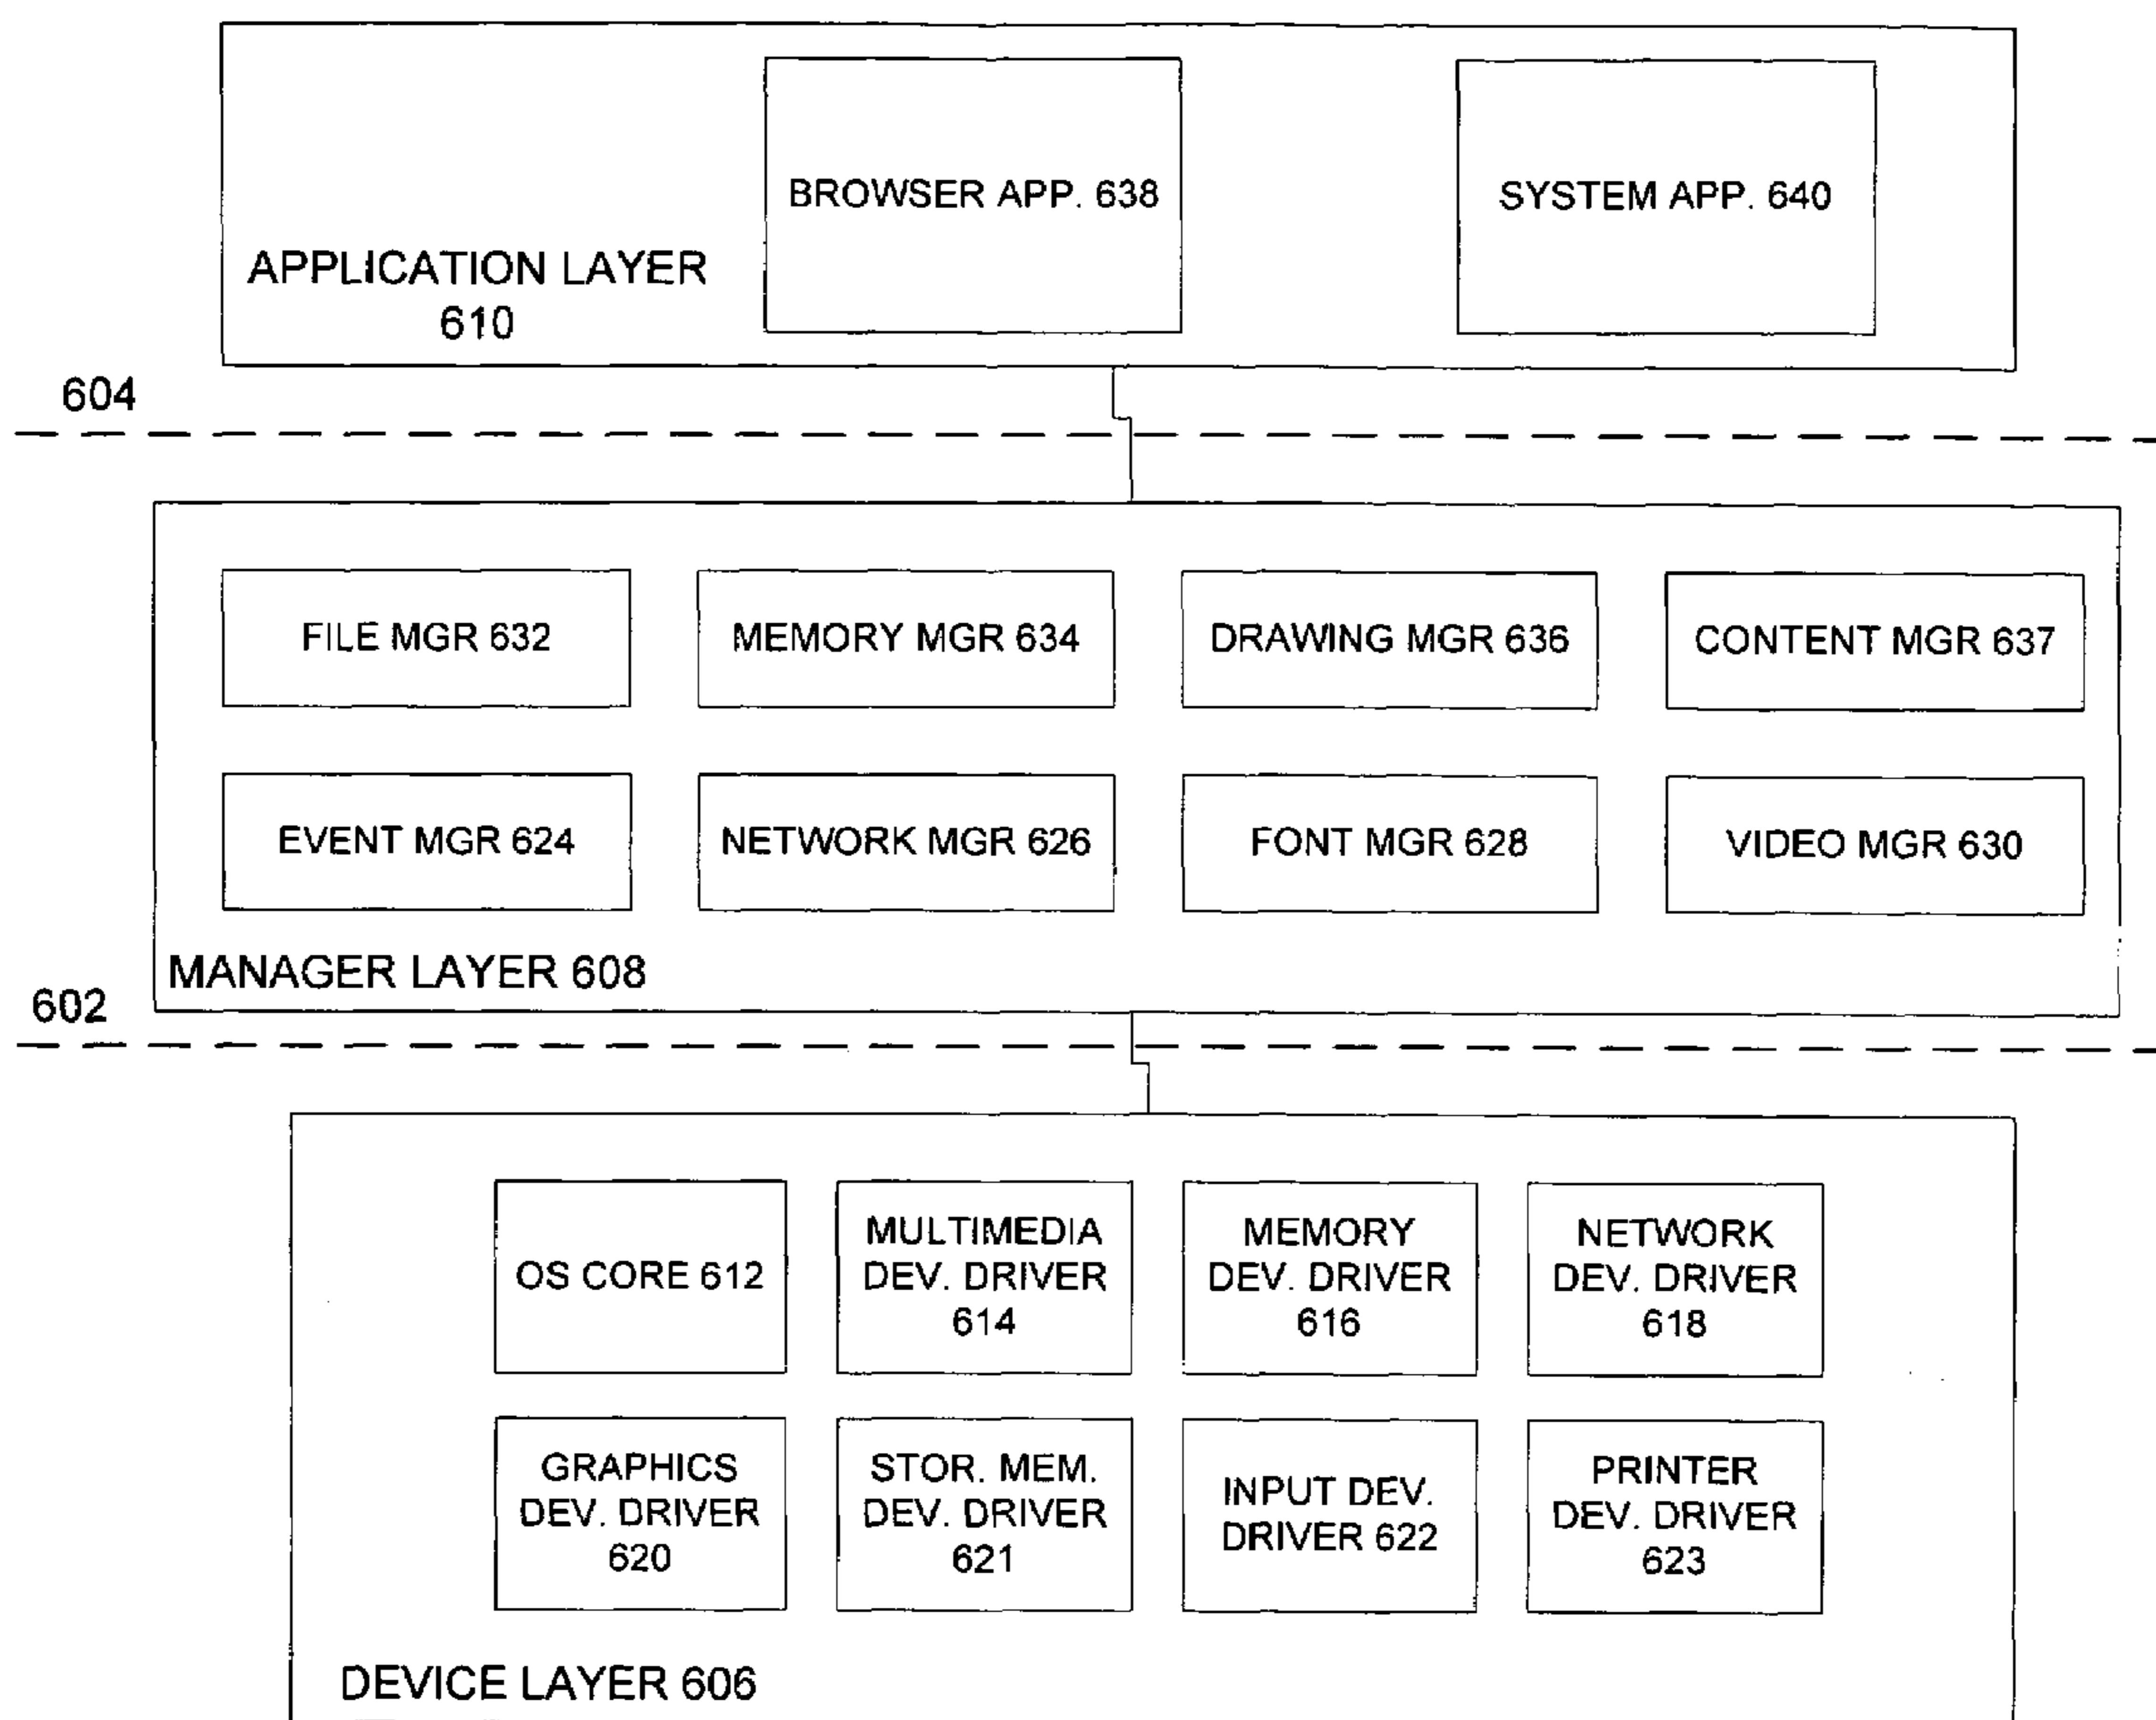 BROWSER APP. 638
SYSTEM APP. 640
APPLICATION LAYER
610
604
FILE MGR 632
MEMORY MGR 634
DRAWING MGR 636
CONTENT MGR 637
EVENT MGR 624
NETWORK MGR 626
FONT MGR 628
VIDEO MGR 630
MANAGER LAYER 608
602
OS CORE 612
MULTIMEDIA
DEV. DRIVER
614
MEMORY
DEV. DRIVER
616
NETWORK
DEV. DRIVER
618
GRAPHICS
DEV. DRIVER
620
STOR. MEM.
DEV. DRIVER
621
INPUT DEV.
DRIVER 622
PRINTER
DEV. DRIVER
623
DEVICE LAYER 606